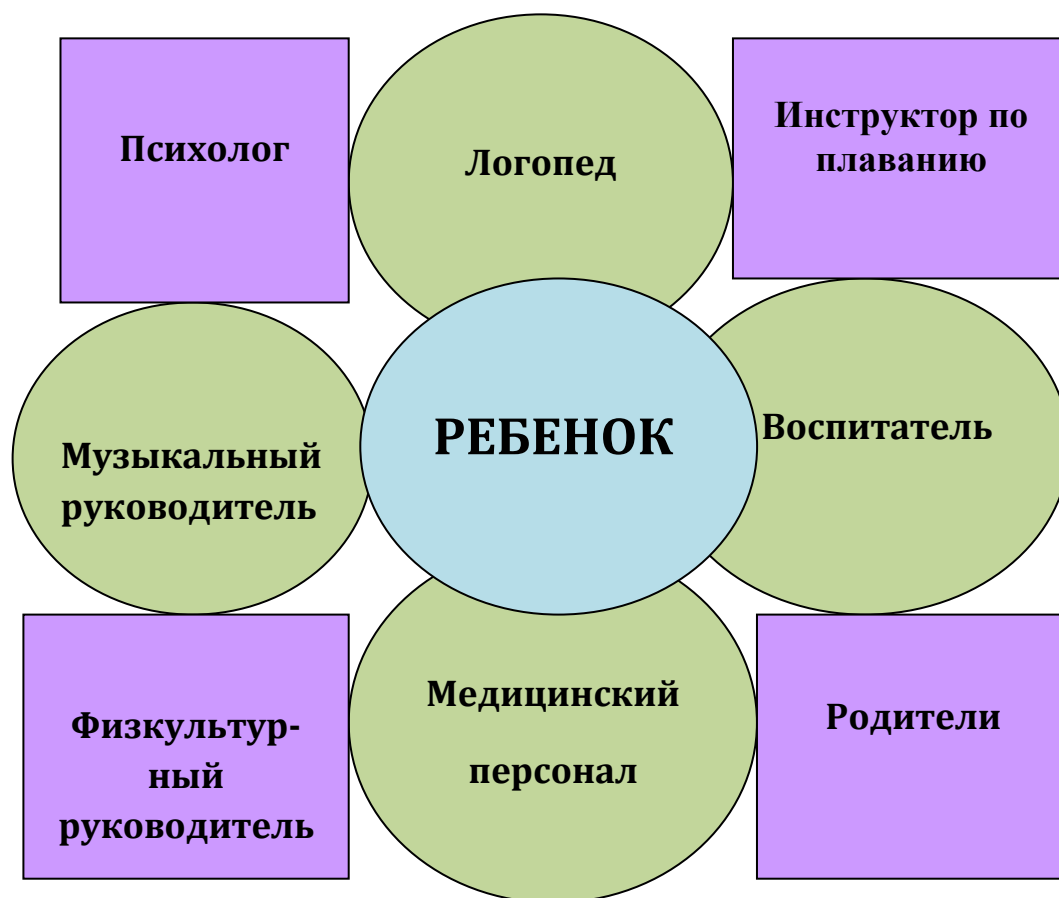 Психолог
Логопед
Инструктор по
плаванию
Музыкальный
руководитель
РЕБЕНОК
Воспитатель
Физкультур-
ный
руководитель
Медицинский
персонал
Родители